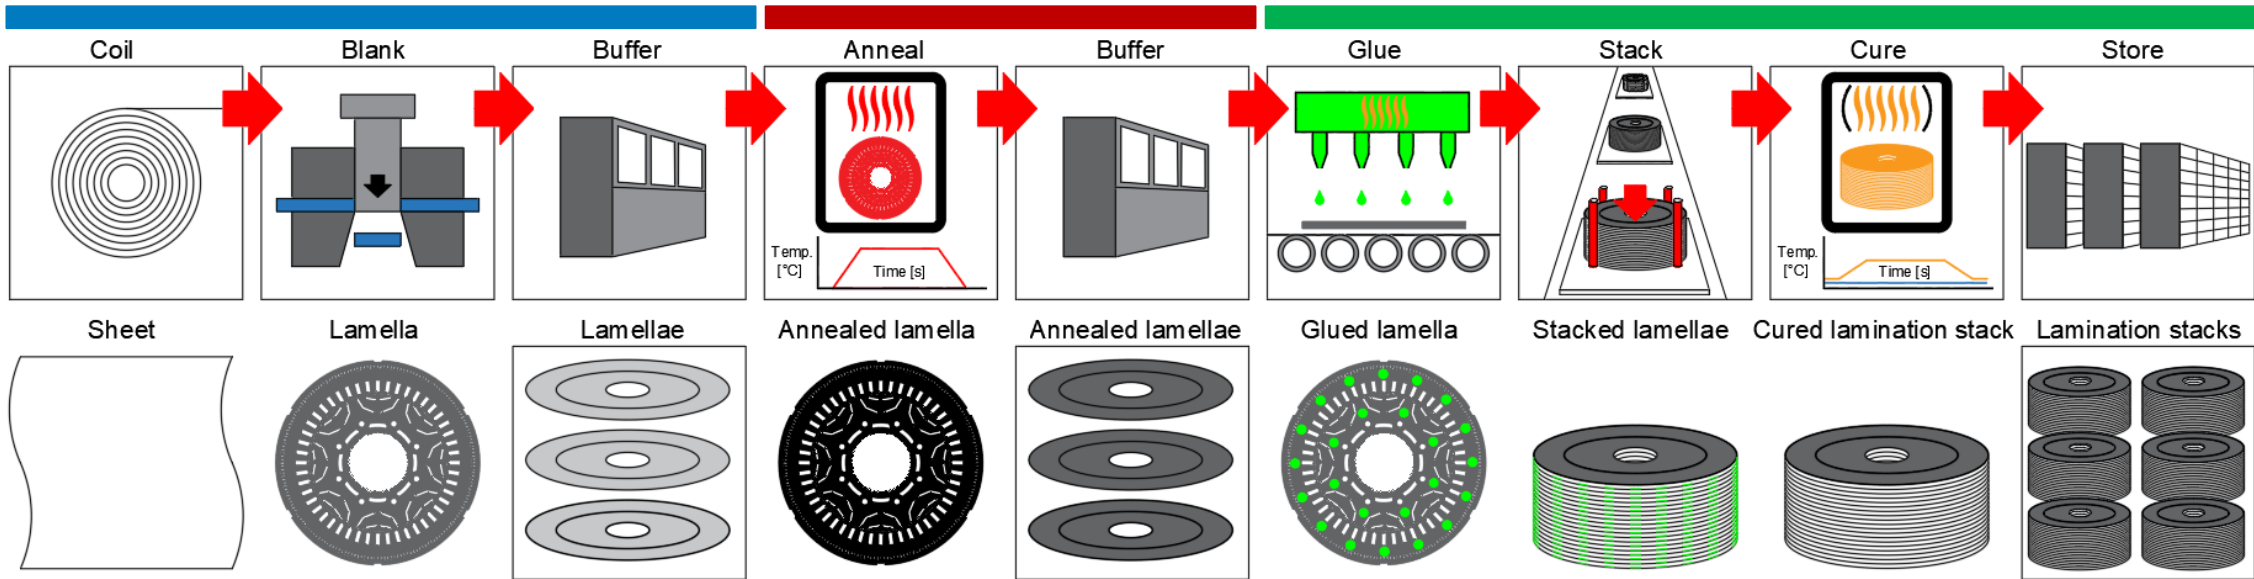 Coil Blank Buffer Anneal Buffer Glue Stack Cure Store
Temp.
[°C]
Time [s]
Temp.
[°C]
Time [s]
Sheet Lamella Lamellae Annealed lamella Annealed lamellae Glued lamella Stacked lamellae Cured lamination stack Lamination stacks